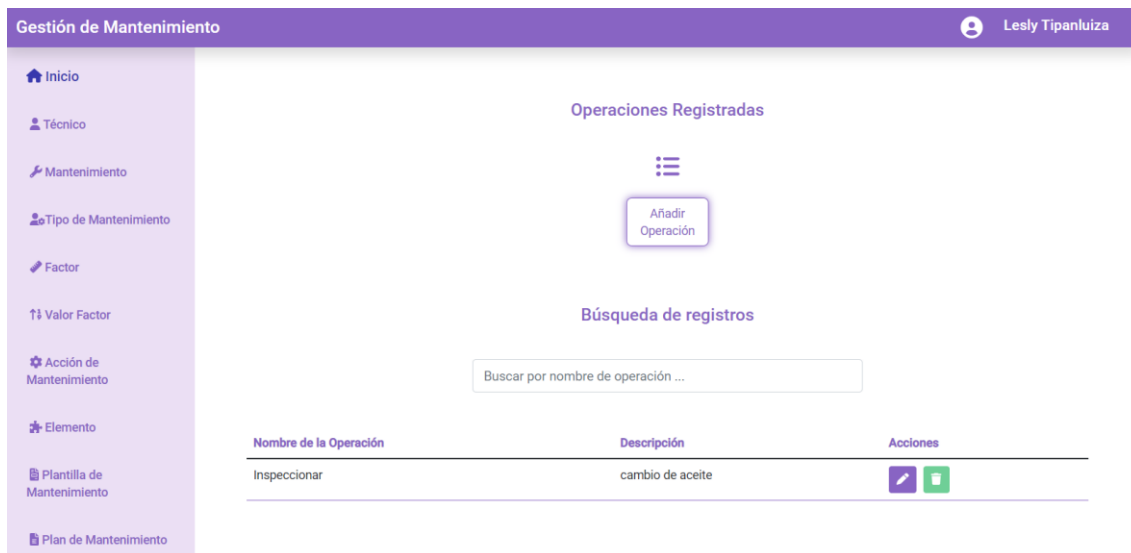 Gestión de Mantenimiento
Lesly Tipanluiza
Inicio
Técnico
Mantenimiento
Tipo de Mantenimiento
Factor
Valor Factor
Acción de
Mantenimiento
Elemento
Plantilla de
Mantenimiento
Plan de Mantenimiento
Operaciones Registradas
Añadir
Operación
Búsqueda de registros
Buscar por nombre de operación ...
Nombre de la Operación Descripción Acciones
Inspeccionar cambio de aceite